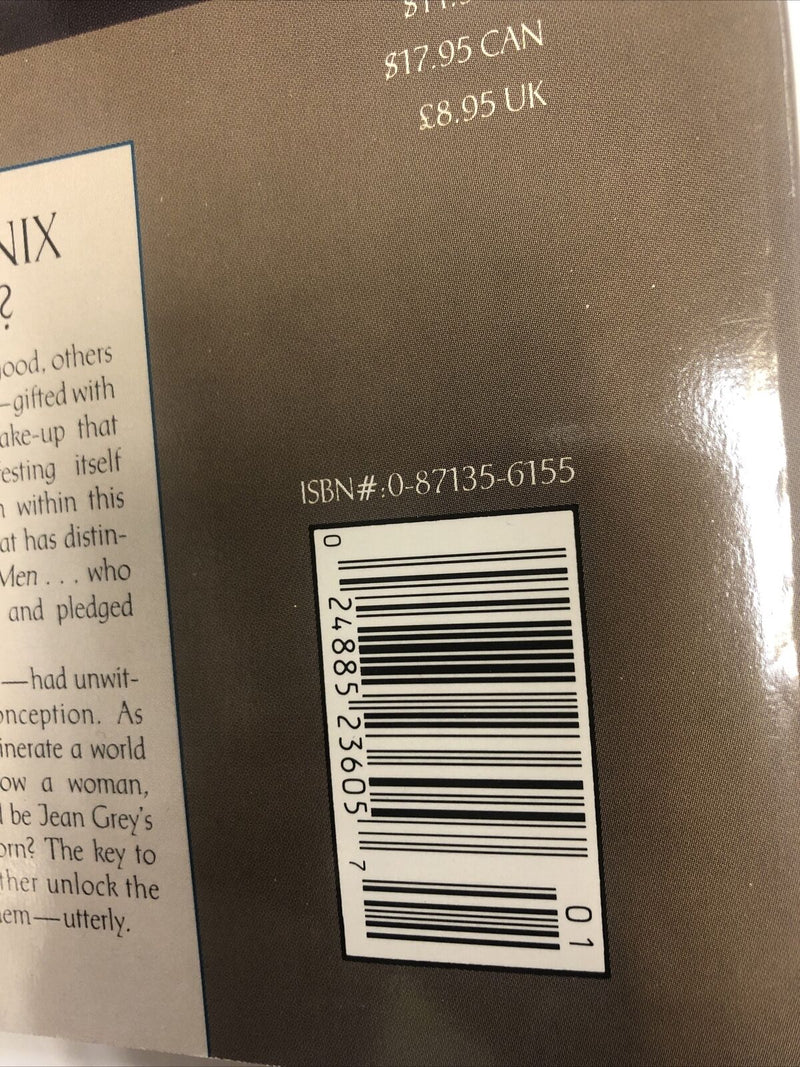 $17.95 CAN
£8.95 UK
NIX
?
good, others
—gifted with
ake-up that
esting itself
within this
at has distin-
Men . . . who
and pledged
—had unwit-
onception. As
inerate a world
ow a woman,
be Jean Grey's
orn? The key to
ther unlock the
em—utterly.
ISBN#:0-87135-6155
0
24885 23605
7
01